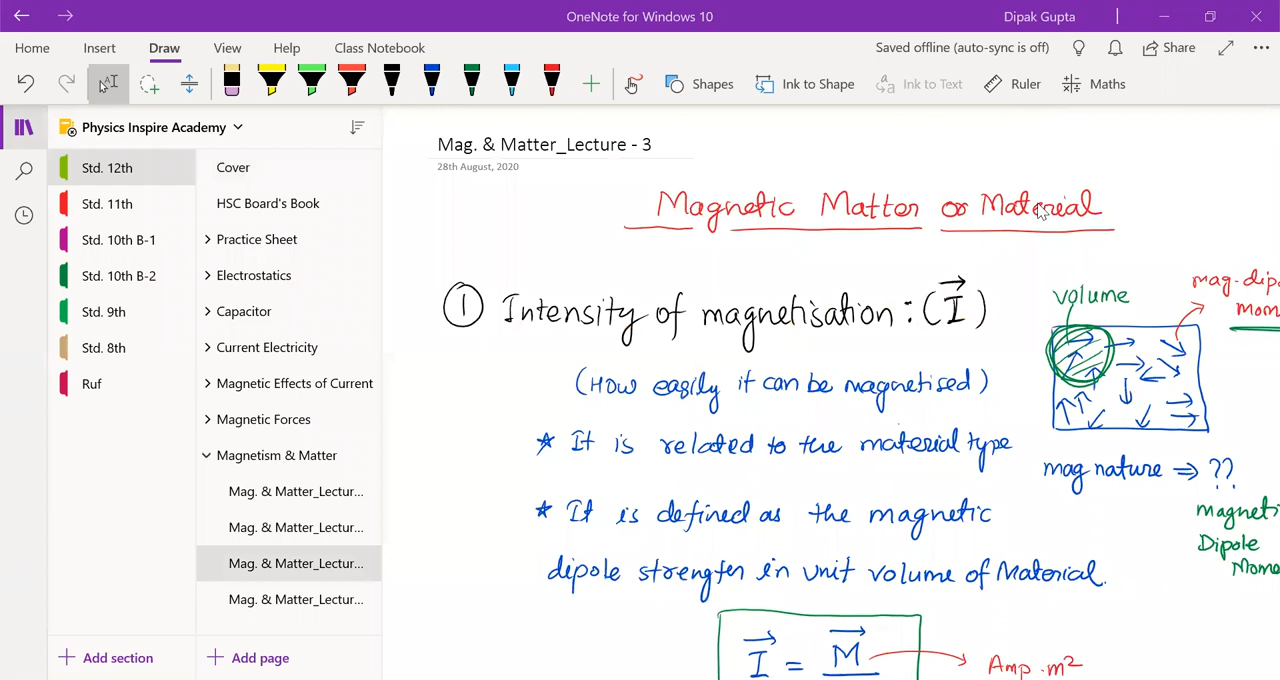 OneNote for Windows 10
Dipak Gupta
Home Insert Draw View Help Class Notebook
Saved offline (auto-sync is off) Share
Shapes Ink to Shape Ink to Text Ruler Maths
Physics Inspire Academy
Std. 12th
Std. 11th
Std. 10th B-1
Std. 10th B-2
Std. 9th
Std. 8th
Ruf
Add section
Cover
HSC Board's Book
Practice Sheet
Electrostatics
Capacitor
Current Electricity
Magnetic Effects of Current
Magnetic Forces
Magnetism & Matter
Mag. & Matter_Lectur...
Mag. & Matter_Lectur...
Mag. & Matter_Lectur...
Mag. & Matter_Lectur...
Add page
Mag. & Matter_Lecture - 3
28th August, 2020
Magnetic Matter or Material
① Intensity of magnetisation : (I⃗)
(How easily it can be magnetised)
* It is related to the material type
* It is defined as the magnetic
dipole strength in unit volume of Material.
I⃗ = M⃗
Amp.m²
volume
mag-dip
Mom
mag nature ⇒ ??
magneti
Dipole
Mome